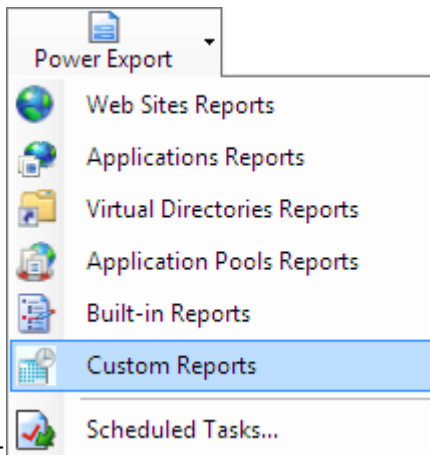 Power Export
Web Sites Reports
Applications Reports
Virtual Directories Reports
Application Pools Reports
Built-in Reports
Custom Reports
Scheduled Tasks...